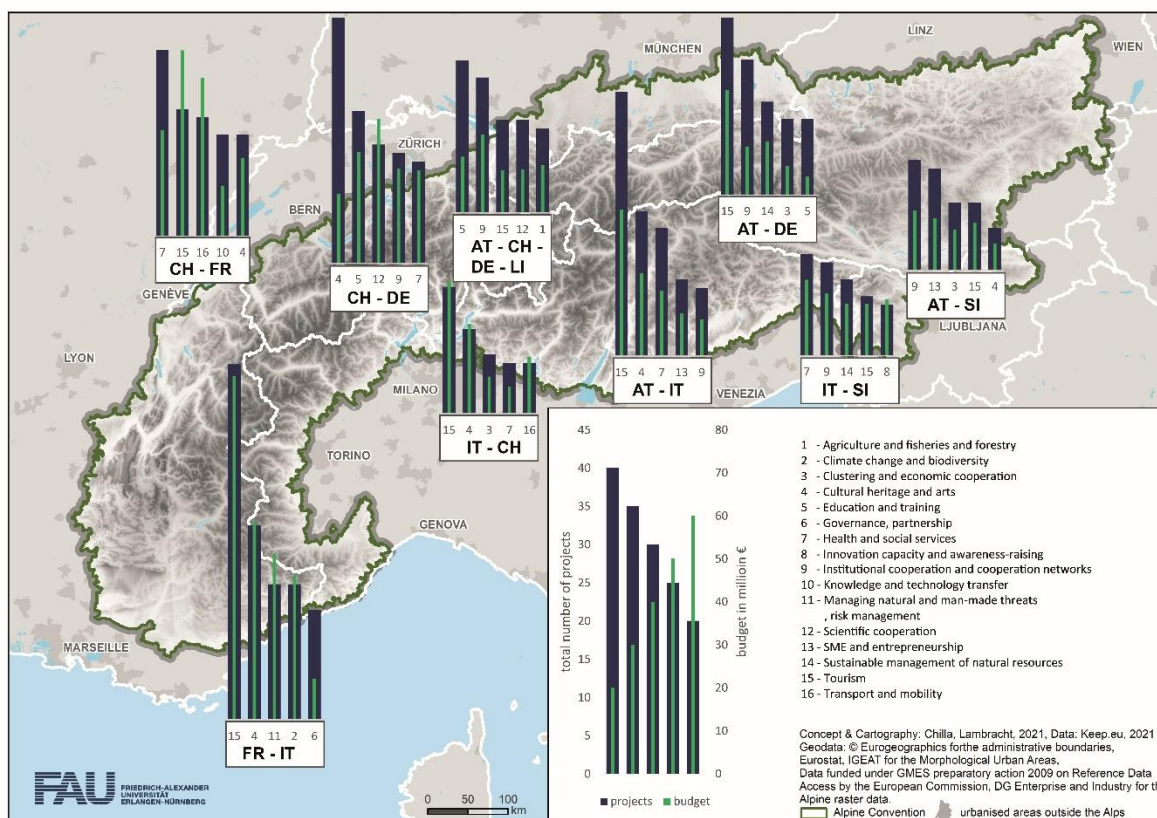 LINZ
MÜNCHEN
WIEN
ZÜRICH
BERN
GENÈVE
LYON
MILANO
VENEZIA
LJUBLJANA
TORINO
GENOVA
MARSEILLE
7 15 16 10 4
CH - FR
4 5 12 9 7
CH - DE
5 9 15 12 1
AT - CH -
DE - LI
15 9 14 3 5
AT - DE
9 13 3 15 4
AT - SI
15 4 7 13 9
AT - IT
7 9 14 15 8
IT - SI
15 4 3 7 16
IT - CH
15 4 11 2 6
FR - IT
total number of projects
45
40
35
30
25
20
15
10
5
0
budget in millioin €
80
70
60
50
40
30
20
10
0
projects budget
1 - Agriculture and fisheries and forestry
2 - Climate change and biodiversity
3 - Clustering and economic cooperation
4 - Cultural heritage and arts
5 - Education and training
6 - Governance, partnership
7 - Health and social services
8 - Innovation capacity and awareness-raising
9 - Institutional cooperation and cooperation networks
10 - Knowledge and technology transfer
11 - Managing natural and man-made threats
, risk management
12 - Scientific cooperation
13 - SME and entrepreneurship
14 - Sustainable management of natural resources
15 - Tourism
16 - Transport and mobility
Concept & Cartography: Chilla, Lambracht, 2021, Data: Keep.eu, 2021
Geodata: © Eurogeographics forthe administrative boundaries,
Eurostat, IGEAT for the Morphological Urban Areas,
Data funded under GMES preparatory action 2009 on Reference Data
Access by the European Commission, DG Enterprise and Industry for th
Alpine raster data.
Alpine Convention urbanised areas outside the Alps
FAU
FRIEDRICH-ALEXANDER
UNIVERSITÄT
ERLANGEN-NÜRNBERG
0 50 100
km